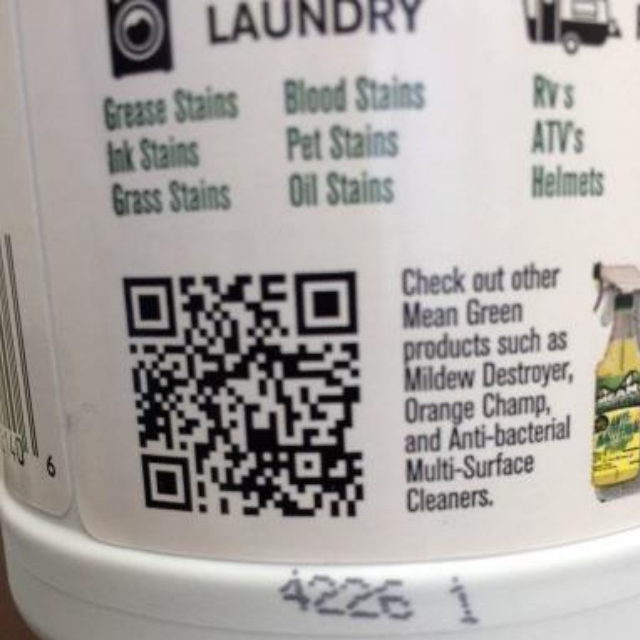 LAUNDRY
Grease Stains
Ink Stains
Grass Stains
Blood Stains
Pet Stains
Oil Stains
RV's
ATV's
Helmets
Check out other
Mean Green
products such as
Mildew Destroyer,
Orange Champ,
and Anti-bacterial
Multi-Surface
Cleaners.
6
4226 1